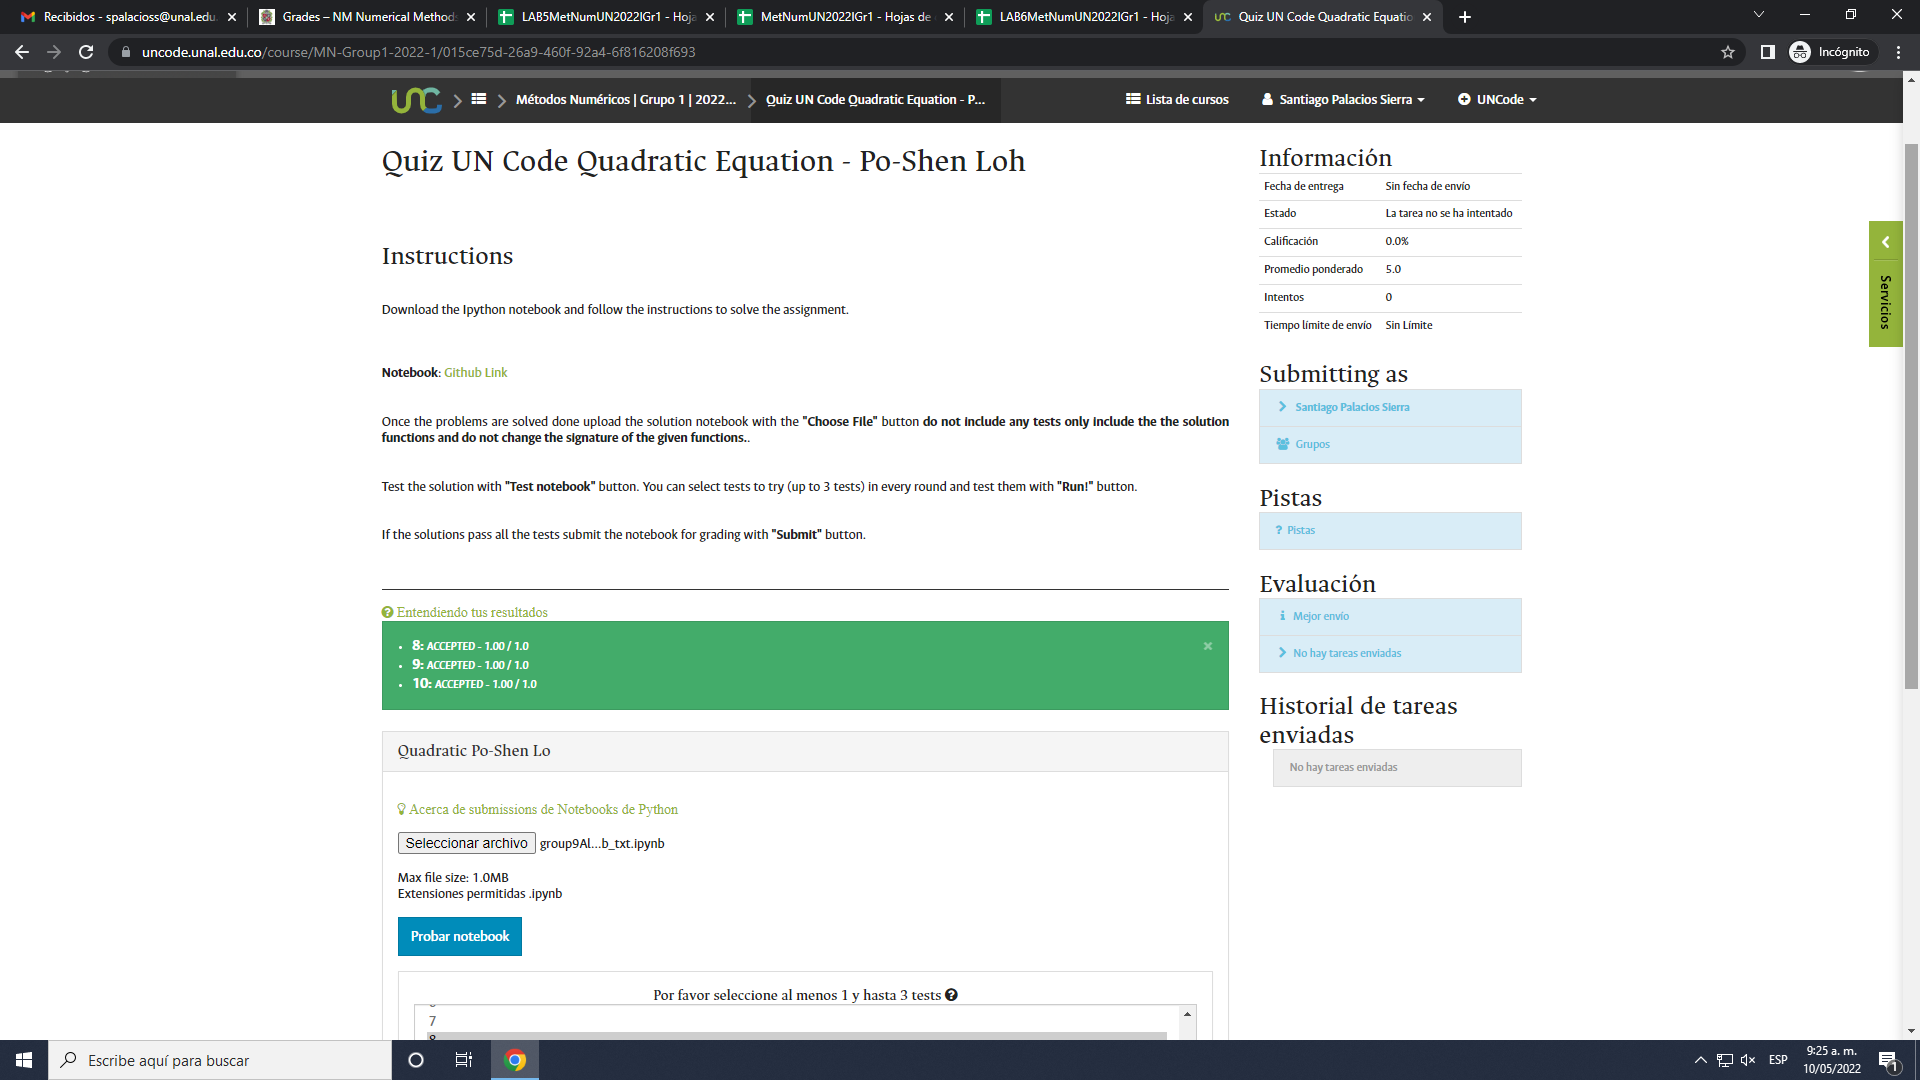 Recibidos - spalacioss@unal.edu.
Grades – NM Numerical Methods
LAB5MetNumUN2022IGr1 - Hoja
MetNumUN2022IGr1 - Hojas de
LAB6MetNumUN2022IGr1 - Hoja
Quiz UN Code Quadratic Equatio
uncode.unal.edu.co/course/MN-Group1-2022-1/015ce75d-26a9-460f-92a4-6f816208f693
Incógnito
UNC
Métodos Numéricos | Grupo 1 | 2022...
Quiz UN Code Quadratic Equation - P...
Lista de cursos
Santiago Palacios Sierra
UNCode
Quiz UN Code Quadratic Equation - Po-Shen Loh
Instructions
Download the Ipython notebook and follow the instructions to solve the assignment.
Notebook: Github Link
Once the problems are solved done upload the solution notebook with the "Choose File" button do not include any tests only include the the solution
functions and do not change the signature of the given functions..
Test the solution with "Test notebook" button. You can select tests to try (up to 3 tests) in every round and test them with "Run!" button.
If the solutions pass all the tests submit the notebook for grading with "Submit" button.
Entendiendo tus resultados
8: ACCEPTED - 1.00 / 1.0
9: ACCEPTED - 1.00 / 1.0
10: ACCEPTED - 1.00 / 1.0
×
Quadratic Po-Shen Lo
Acerca de submissions de Notebooks de Python
Seleccionar archivo group9Al...b_txt.ipynb
Max file size: 1.0MB
Extensiones permitidas .ipynb
Probar notebook
Por favor seleccione al menos 1 y hasta 3 tests
7
8
Información
Fecha de entrega Sin fecha de envío
Estado La tarea no se ha intentado
Calificación 0.0%
Promedio ponderado 5.0
Intentos 0
Tiempo límite de envío Sin Límite
Submitting as
Santiago Palacios Sierra
Grupos
Pistas
? Pistas
Evaluación
Mejor envío
No hay tareas enviadas
Historial de tareas
enviadas
No hay tareas enviadas
Servicios
Escribe aquí para buscar
ESP
9:25 a. m.
10/05/2022
1